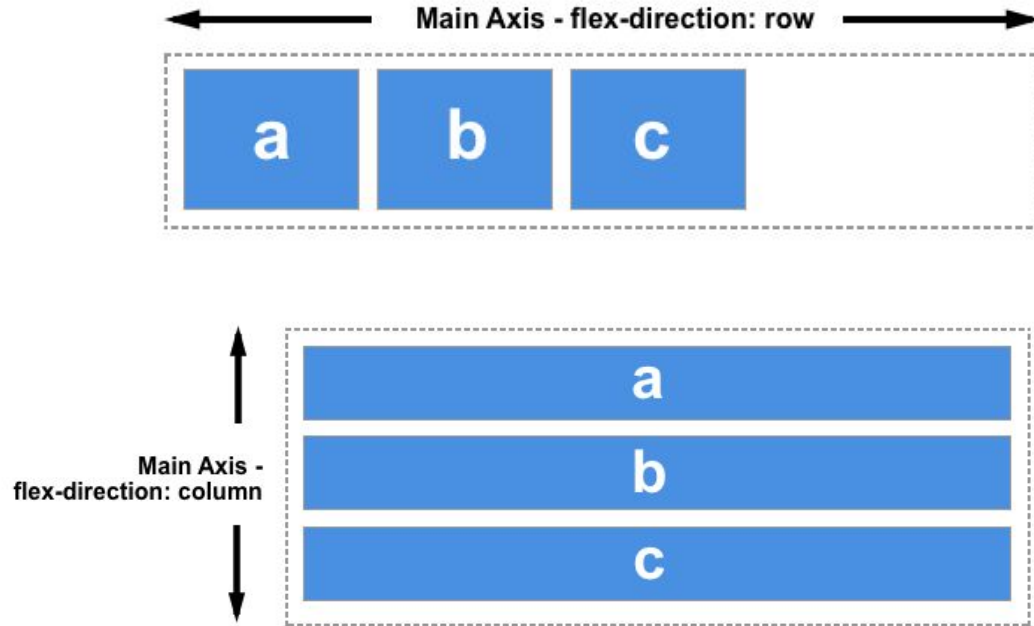 Main Axis - flex-direction: row
a b c
a
Main Axis -
flex-direction: column
b
c